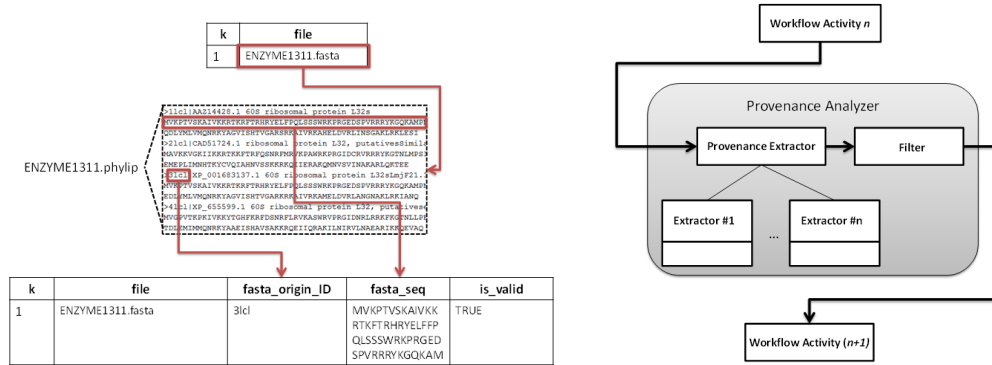 k file
1 ENZYME1311.fasta
ENZYME1311.phylip
>1lcl|AAZ14428.1 60S ribosomal protein L32s
MVKPTVSKAIVKKRTKRFTRHRYELFPQLSSSWRKPRGEDSPVRRRYKGQKAMPN
QDLYMLVMQNRKYAGVISHTVGARSRKAIVRKAHELDVKLINSGAKLRKLESI
>2lcl|CAD51724.1 ribosomal protein L32, putativesSimila
>3lcl|XP_001683137.1 60S ribosomal protein L32sLmjF21.
>4lcl|XP_655599.1 ribosomal protein L32, putatives
k file fasta_origin_ID fasta_seq is_valid
1 ENZYME1311.fasta 3lcl MVKPTVSKAIVKK TRUE
RTKFTRHRYELFFP
QLSSSWRKPRGED
SPVRRRYKGQKAM
Workflow Activity n
Provenance Analyzer
Provenance Extractor
Filter
Extractor #1
...
Extractor #n
Workflow Activity (n+1)